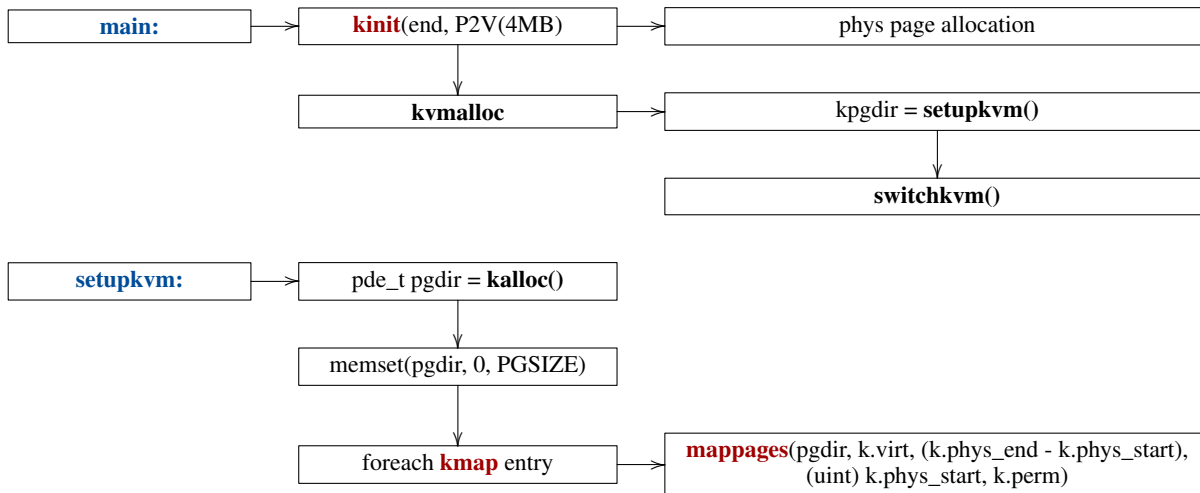 main:
kinit(end, P2V(4MB)
phys page allocation
kvmalloc
kpgdir = setupkvm()
switchkvm()
setupkvm:
pde_t pgdir = kalloc()
memset(pgdir, 0, PGSIZE)
foreach kmap entry
mappages(pgdir, k.virt, (k.phys_end - k.phys_start),
(uint) k.phys_start, k.perm)